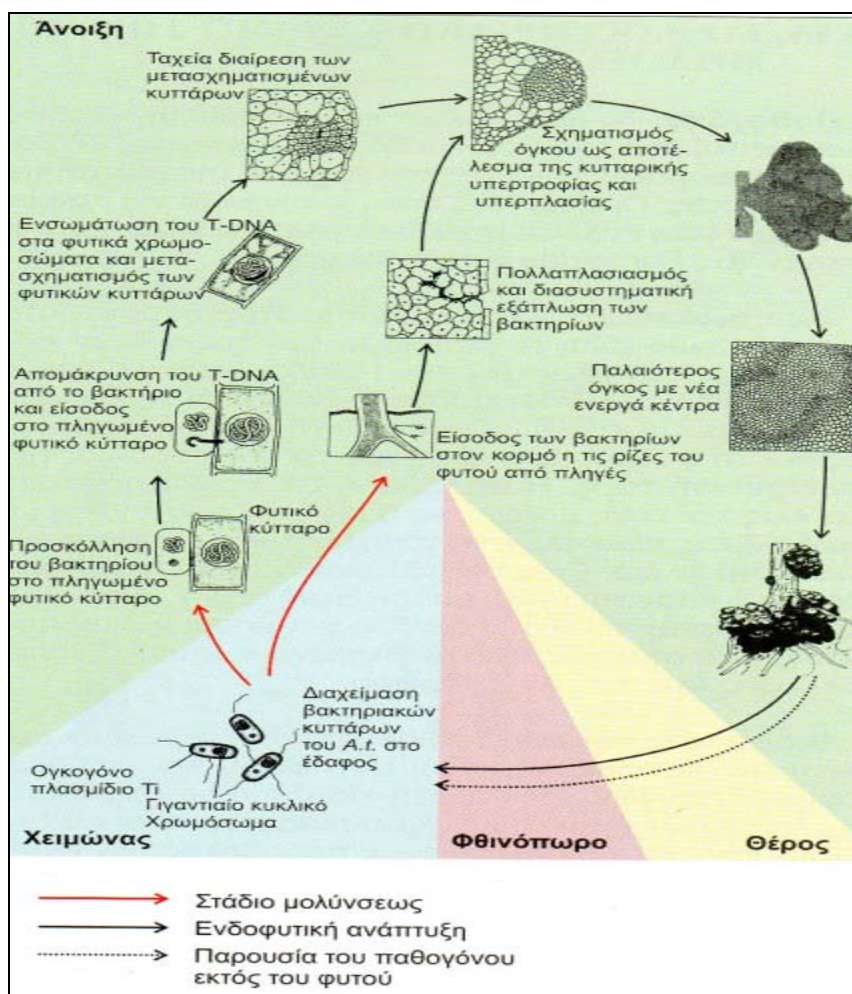 Άνοιξη
Ταχεία διαίρεση των
μετασχηματισμένων
κυττάρων
Σχηματισμός
όγκου ως αποτέ-
λεσμα της κυτταρικής
υπερτροφίας και
υπερπλασίας
Ενσωμάτωση του T-DNA
στα φυτικά χρωμο-
σώματα και μετα-
σχηματισμός των
φυτικών κυττάρων
Πολλαπλασιασμός
και διασυστηματική
εξάπλωση των
βακτηρίων
Απομάκρυνση του T-DNA
από το βακτήριο
και είσοδος
στο πληγωμένο
φυτικό κύτταρο
Παλαιότερος
όγκος με νέα
ενεργά κέντρα
Είσοδος των βακτηρίων
στον κορμό η τις ρίζες του
φυτού από πληγές
Φυτικό
κύτταρο
Προσκόλληση
του βακτηρίου
στο πληγωμένο
φυτικό κύτταρο
Διαχείμαση
βακτηριακών
κυττάρων
του A.t. στο
έδαφος
Ογκογόνο
πλασμίδιο Ti
Γιγαντιαίο κυκλικό
Χρωμόσωμα
Χειμώνας
Φθινόπωρο
Θέρος
Στάδιο μολύνσεως
Ενδοφυτική ανάπτυξη
Παρουσία του παθογόνου
εκτός του φυτού